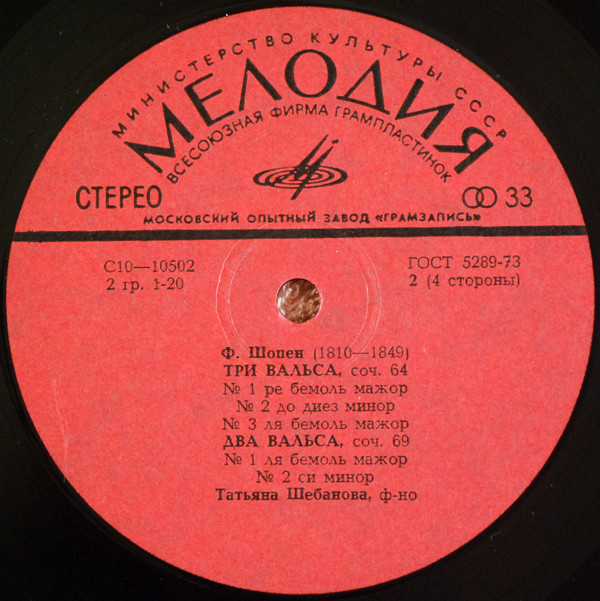 МИНИСТЕРСТВО КУЛЬТУРЫ СССР
МЕЛОДИЯ
ВСЕСОЮЗНАЯ ФИРМА ГРАМПЛАСТИНОК
СТЕРЕО
33
МОСКОВСКИЙ ОПЫТНЫЙ ЗАВОД «ГРАМЗАПИСЬ»
С10—10502
2 гр. 1-20
ГОСТ 5289-73
2 (4 стороны)
Ф. Шопен (1810—1849)
ТРИ ВАЛЬСА, соч. 64
№ 1 ре бемоль мажор
№ 2 до диез минор
№ 3 ля бемоль мажор
ДВА ВАЛЬСА, соч. 69
№ 1 ля бемоль мажор
№ 2 си минор
Татьяна Шебанова, ф-но